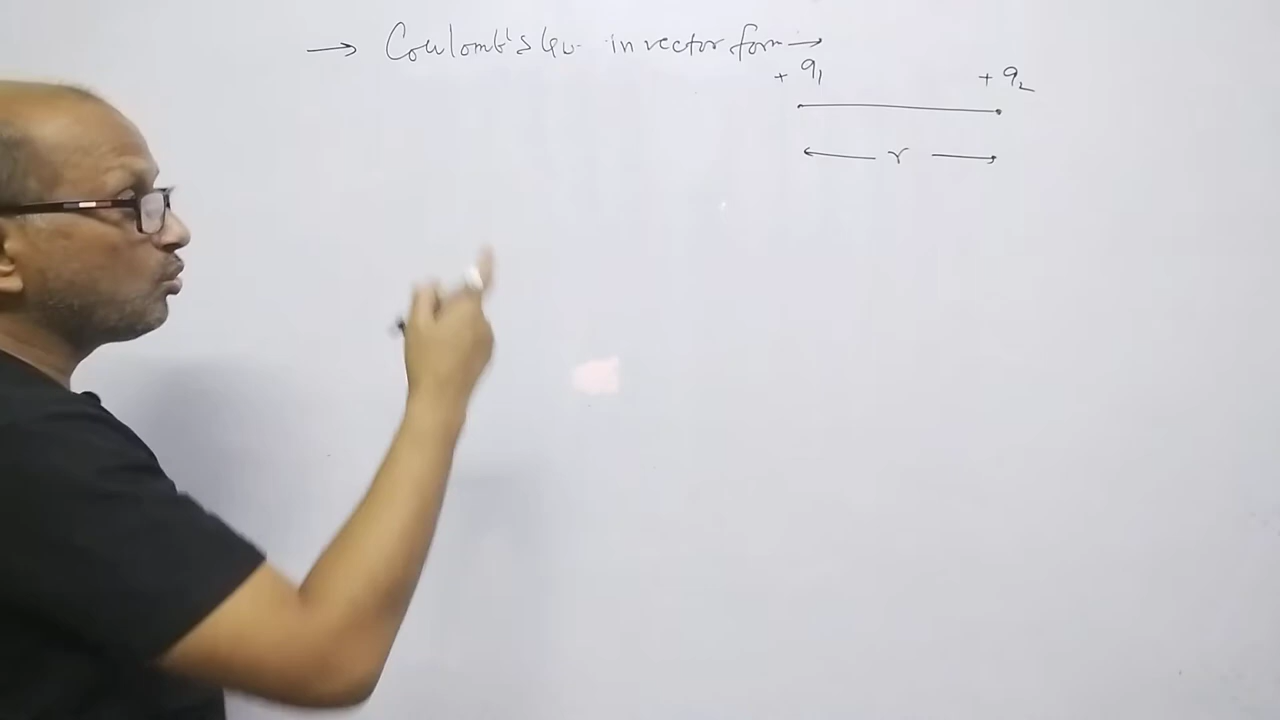 → Coulomb's law in vector form →
+ q₁ + q₂
← r →